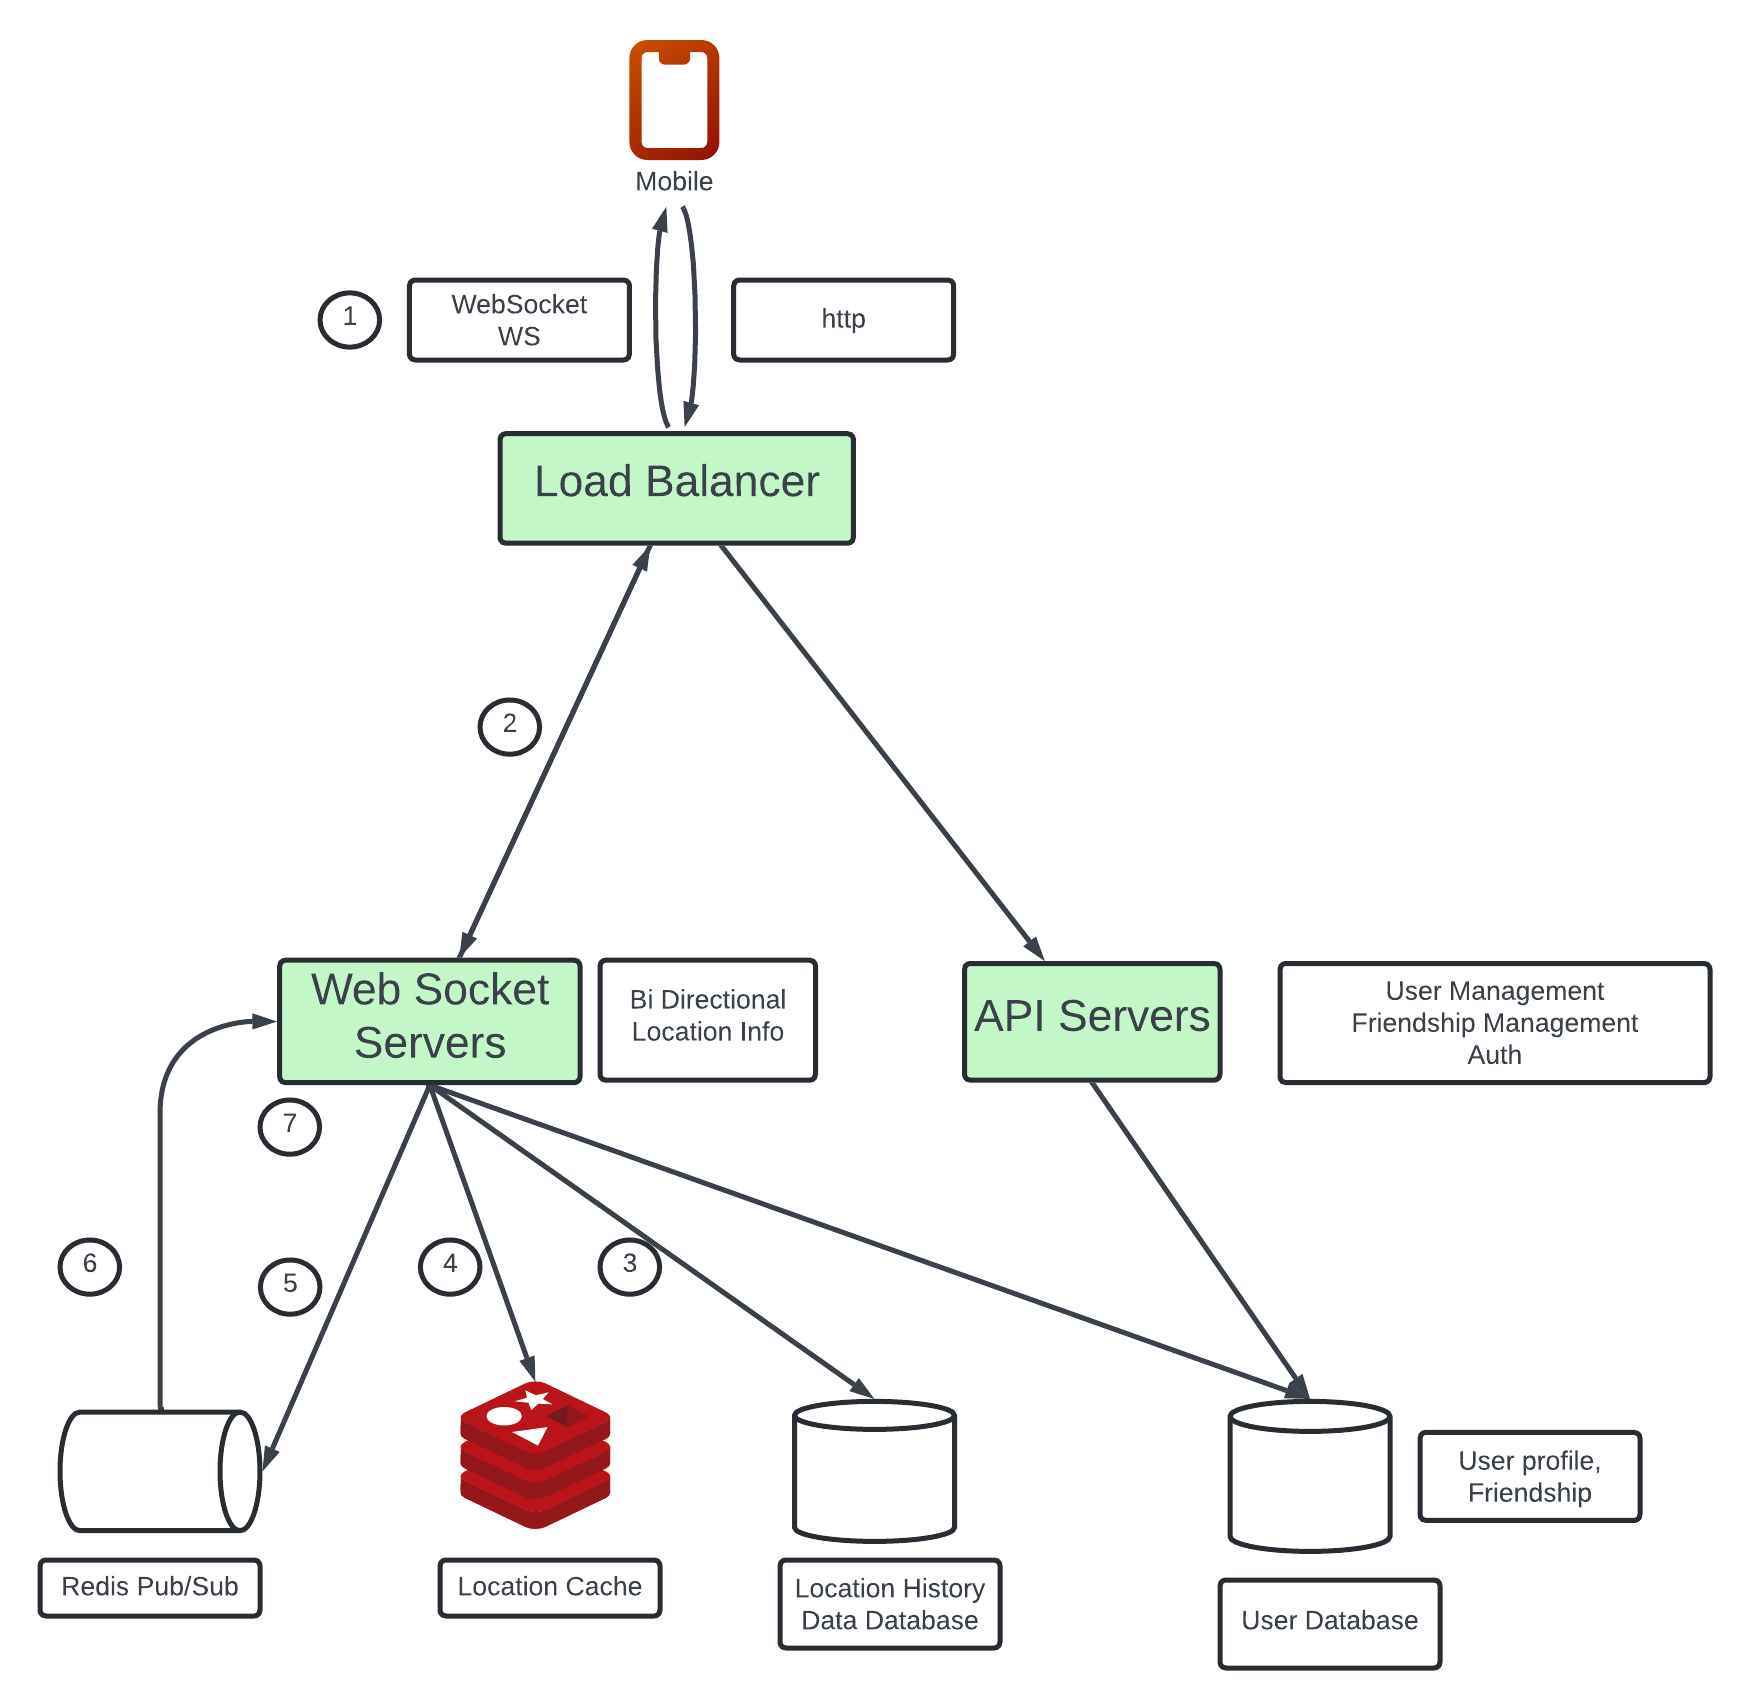 Mobile
1
WebSocket
WS
http
Load Balancer
2
Web Socket
Servers
Bi Directional
Location Info
API Servers
User Management
Friendship Management
Auth
7
6
5
4
3
User profile,
Friendship
Redis Pub/Sub
Location Cache
Location History
Data Database
User Database